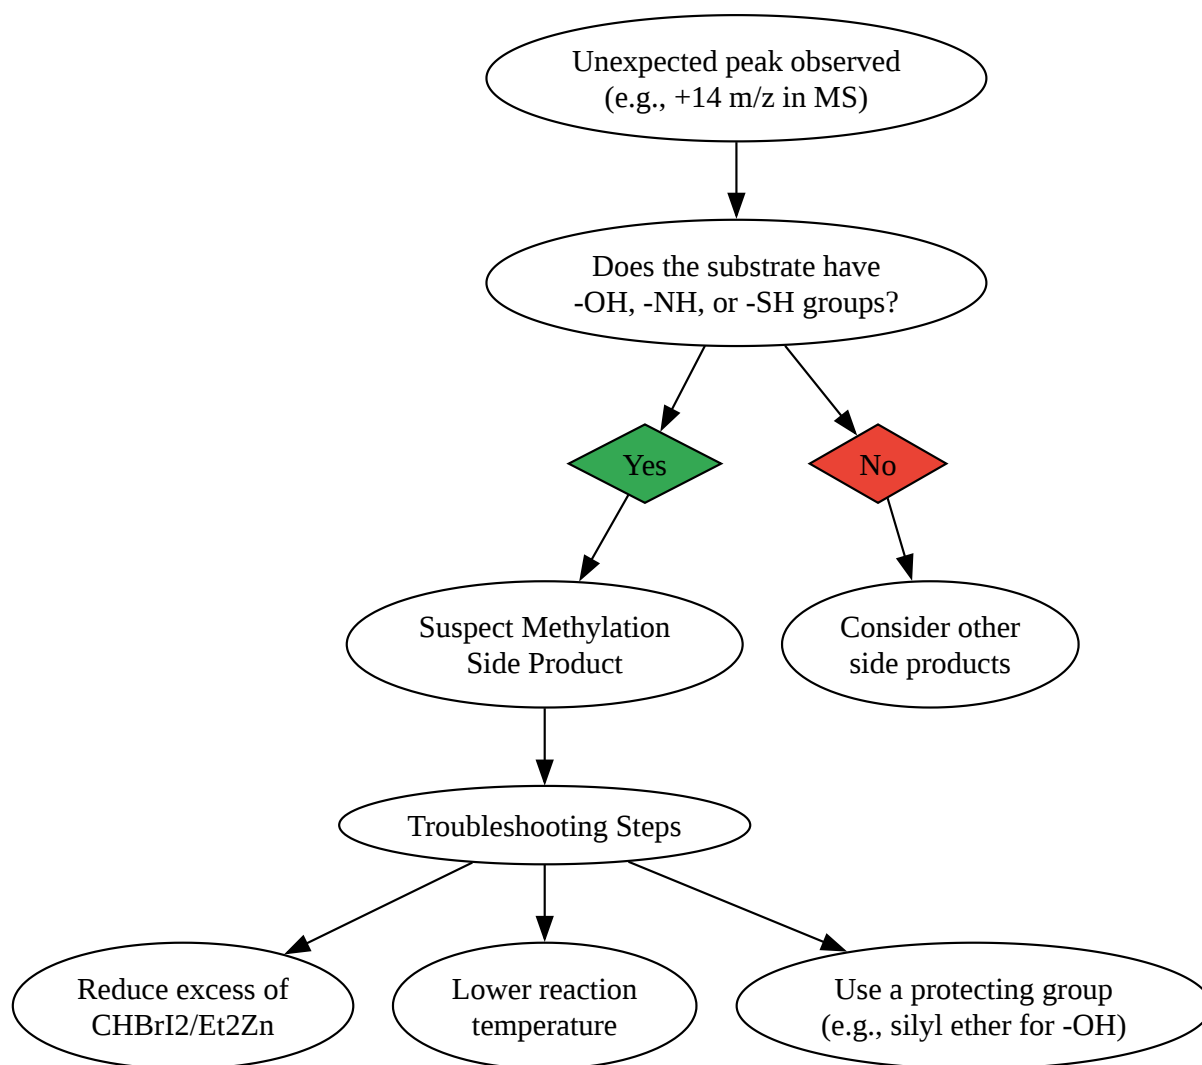 Unexpected peak observed
(e.g., +14 m/z in MS)
Does the substrate have
-OH, -NH, or -SH groups?
Yes
No
Suspect Methylation
Side Product
Consider other
side products
Troubleshooting Steps
Reduce excess of
CHBrI2/Et2Zn
Lower reaction
temperature
Use a protecting group
(e.g., silyl ether for -OH)